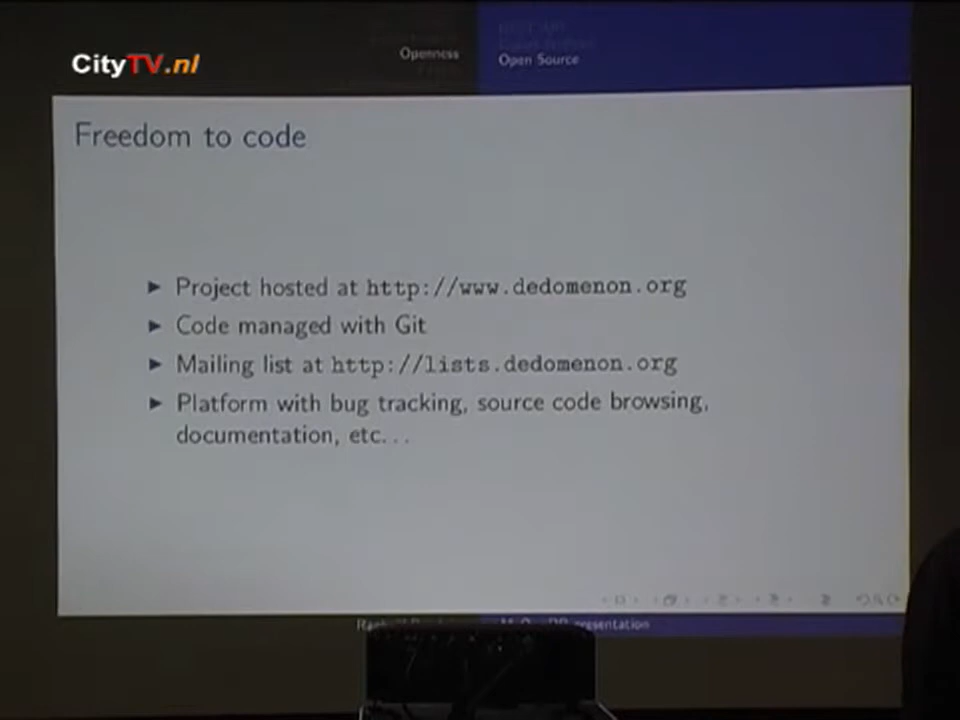 CityTV.nl
Openness
Open Source
Freedom to code
Project hosted at http://www.dedomenon.org
Code managed with Git
Mailing list at http://lists.dedomenon.org
Platform with bug tracking, source code browsing,
documentation, etc...
presentation